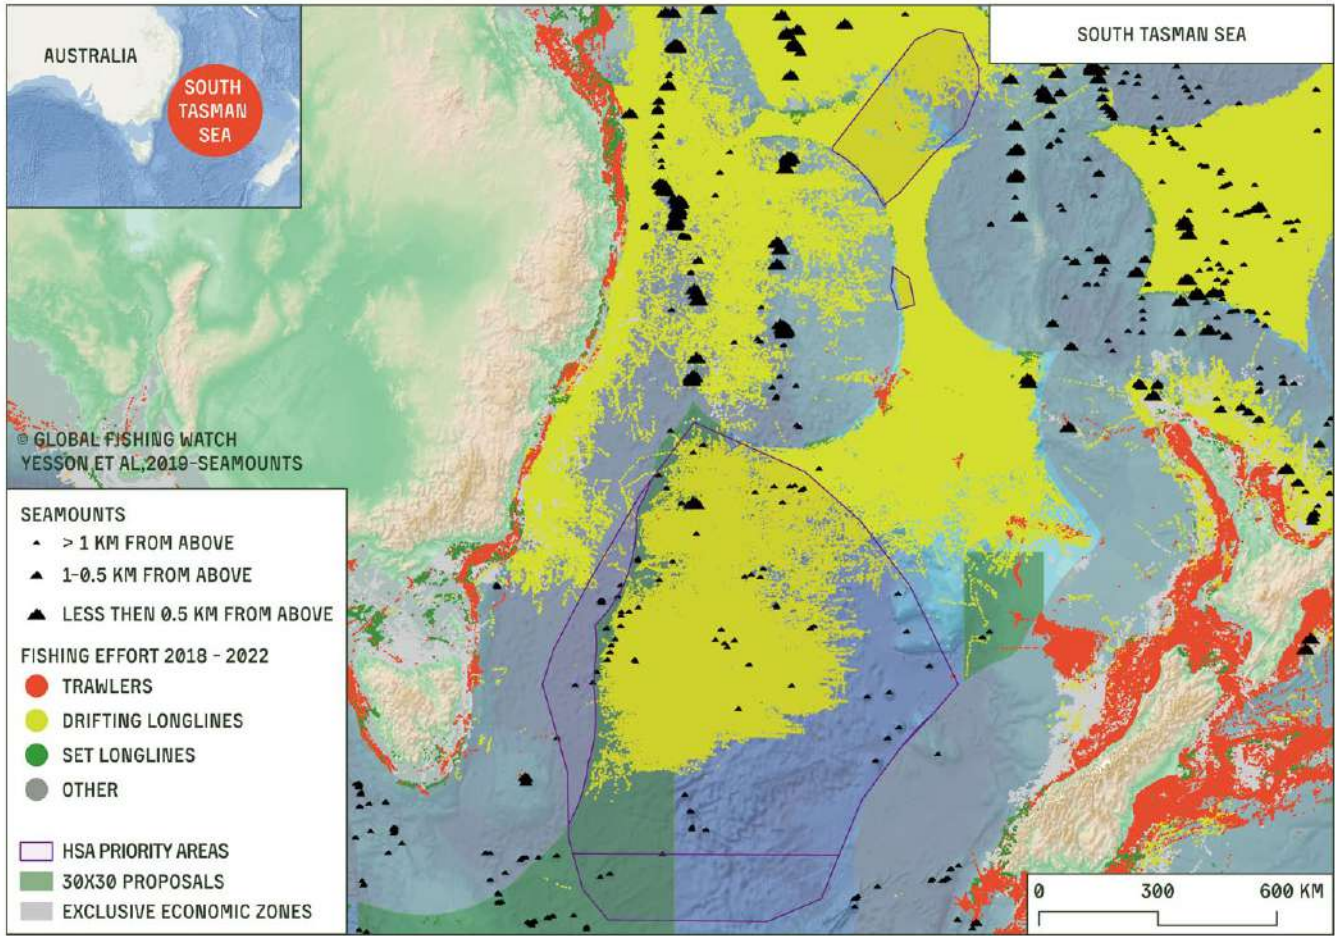 SOUTH TASMAN SEA
AUSTRALIA
SOUTH
TASMAN
SEA
© GLOBAL FISHING WATCH
YESSON ET AL,2019-SEAMOUNTS
SEAMOUNTS
> 1 KM FROM ABOVE
1-0.5 KM FROM ABOVE
LESS THEN 0.5 KM FROM ABOVE
FISHING EFFORT 2018 - 2022
TRAWLERS
DRIFTING LONGLINES
SET LONGLINES
OTHER
HSA PRIORITY AREAS
30X30 PROPOSALS
EXCLUSIVE ECONOMIC ZONES
0 300 600 KM